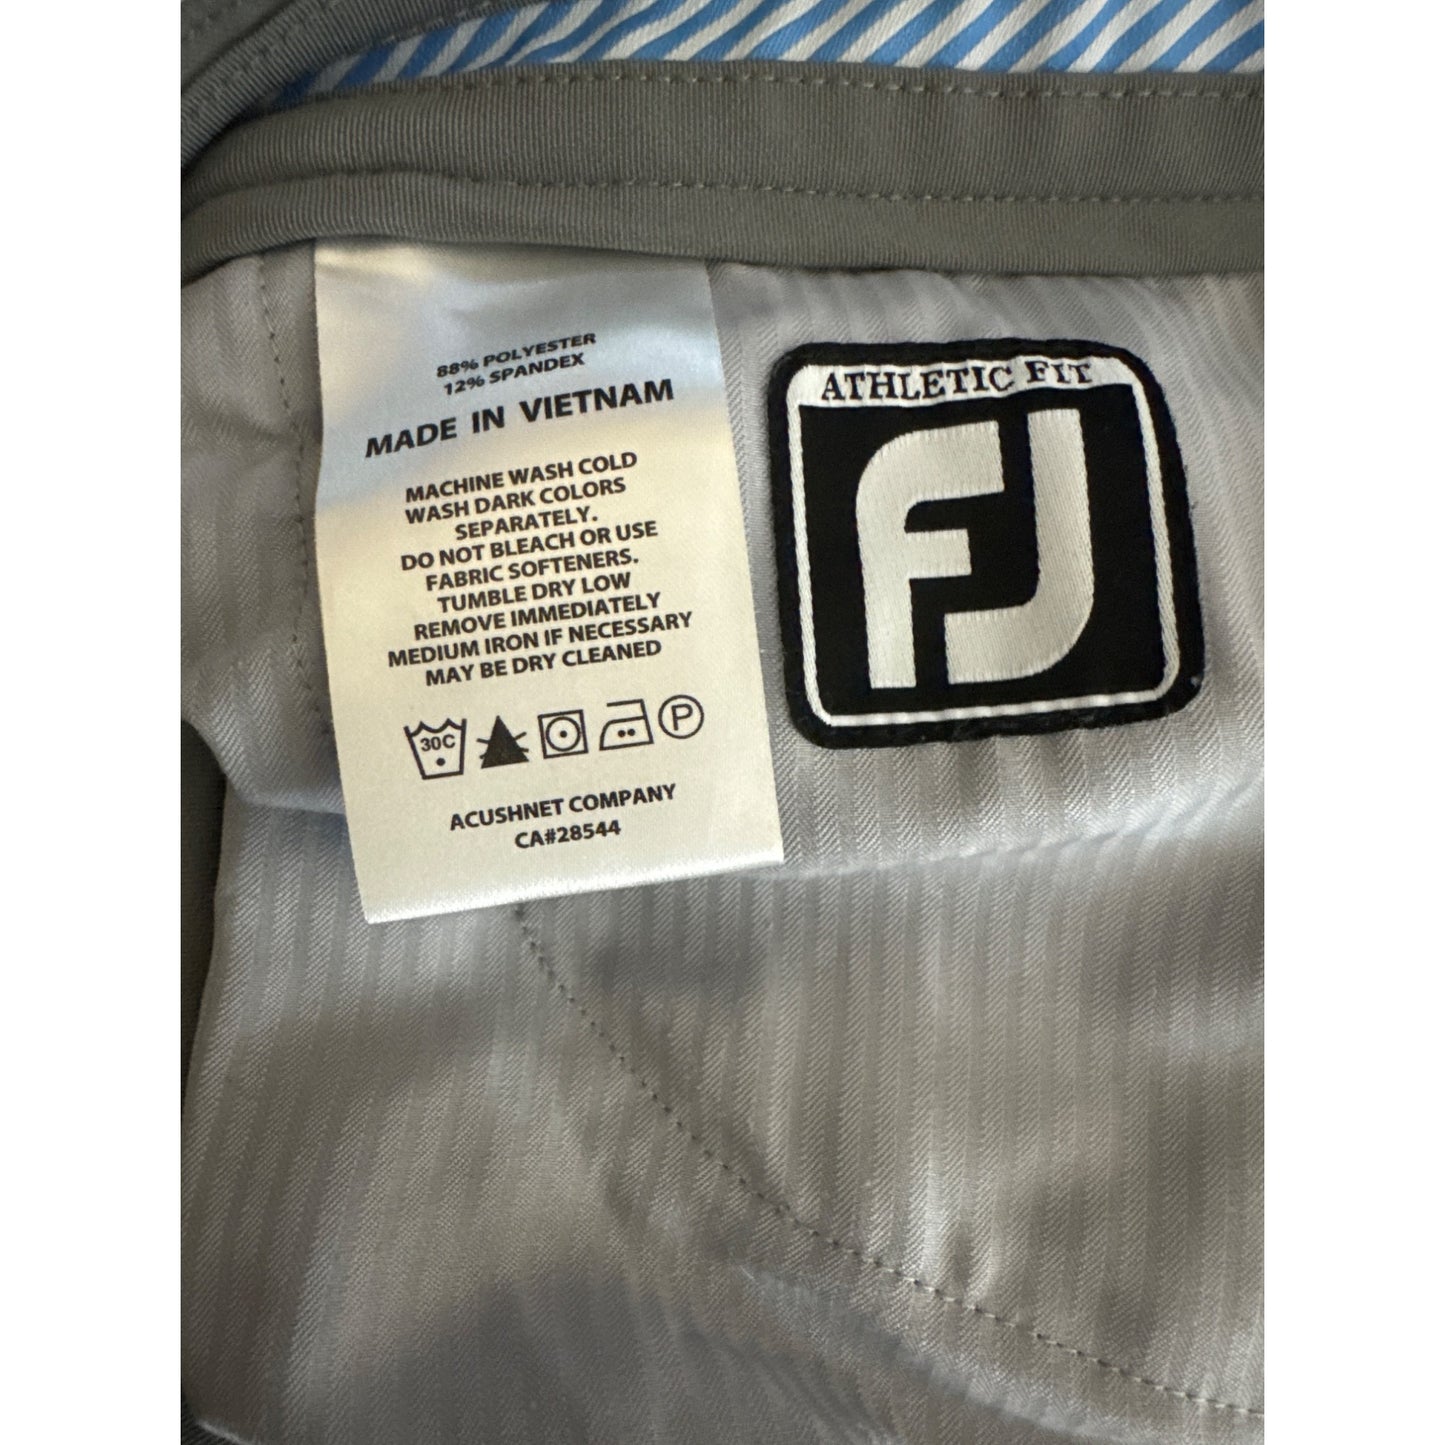 88% POLYESTER
12% SPANDEX
MADE IN VIETNAM
MACHINE WASH COLD
WASH DARK COLORS
SEPARATELY.
DO NOT BLEACH OR USE
FABRIC SOFTENERS.
TUMBLE DRY LOW
REMOVE IMMEDIATELY
MEDIUM IRON IF NECESSARY
MAY BE DRY CLEANED
30C P
ACUSHNET COMPANY
CA#28544
ATHLETIC FIT
FJ